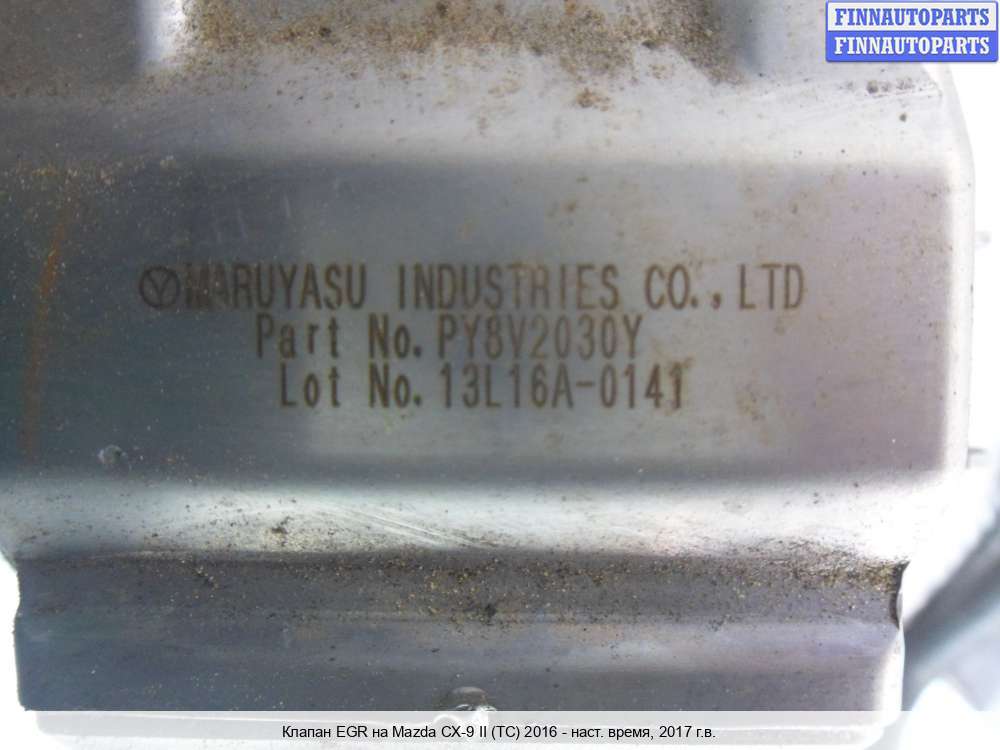 FINNAUTOPARTS
FINNAUTOPARTS
MARUYASU INDUSTRIES CO., LTD
Part No. PY8V2030Y
Lot No. 13L16A-0141
Клапан EGR на Mazda CX-9 II (TC) 2016 - наст. время, 2017 г.в.